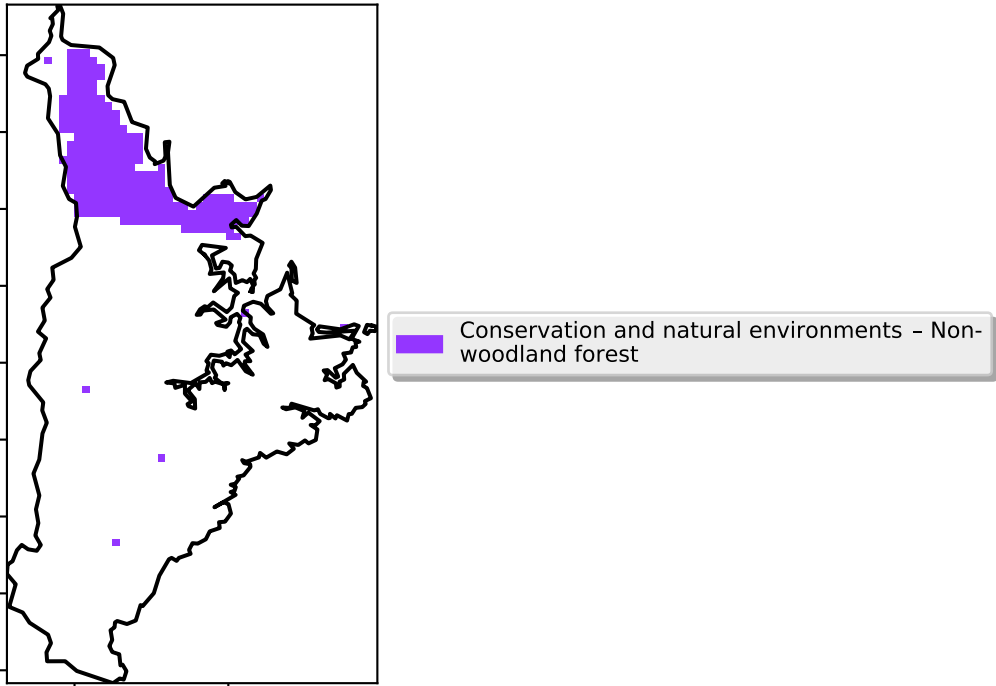 Conservation and natural environments – Non-
woodland forest